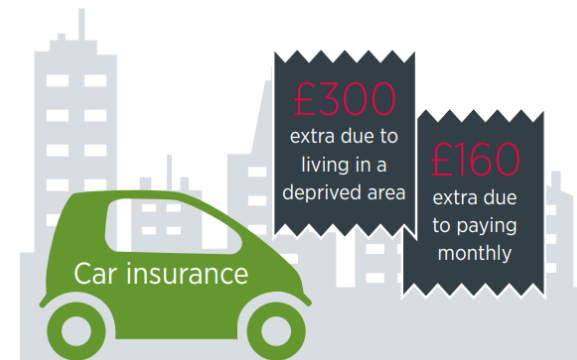 £300
extra due to
living in a
deprived area
£160
extra due
to paying
monthly
Car insurance